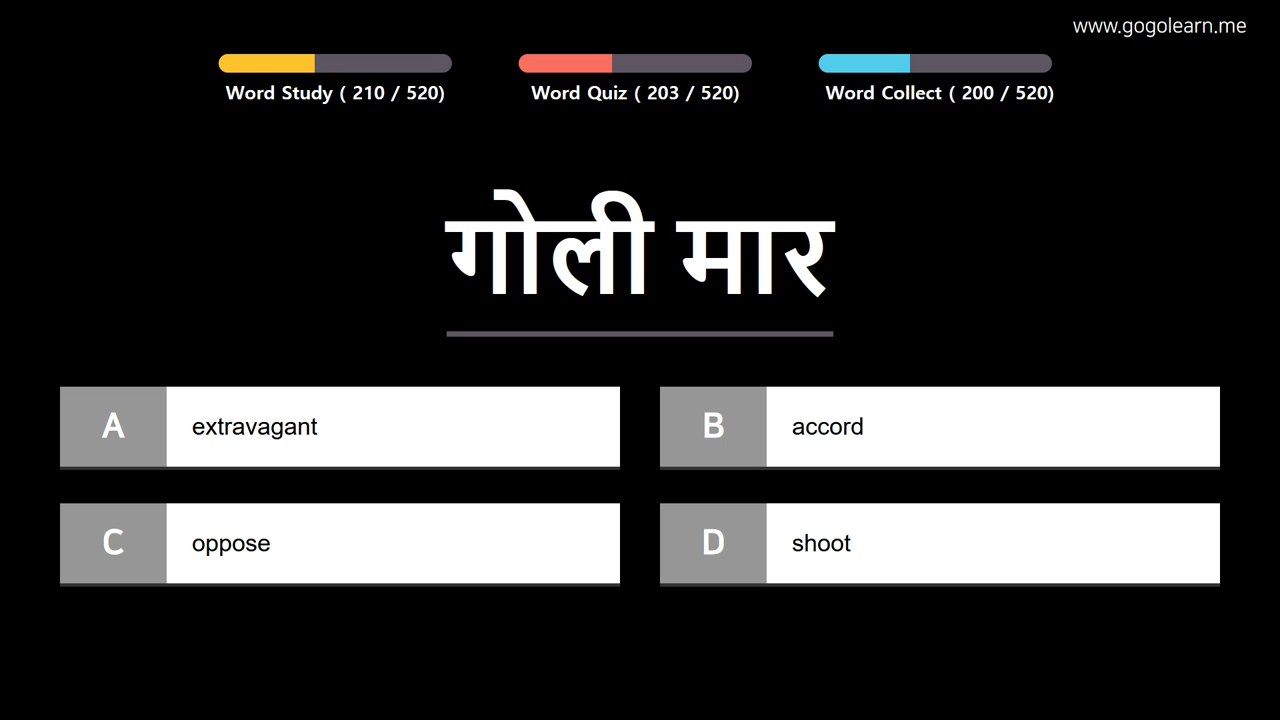 www.gogolearn.me
Word Study ( 210 / 520)
Word Quiz ( 203 / 520)
Word Collect ( 200 / 520)
गोली मार
A extravagant
B accord
C oppose
D shoot